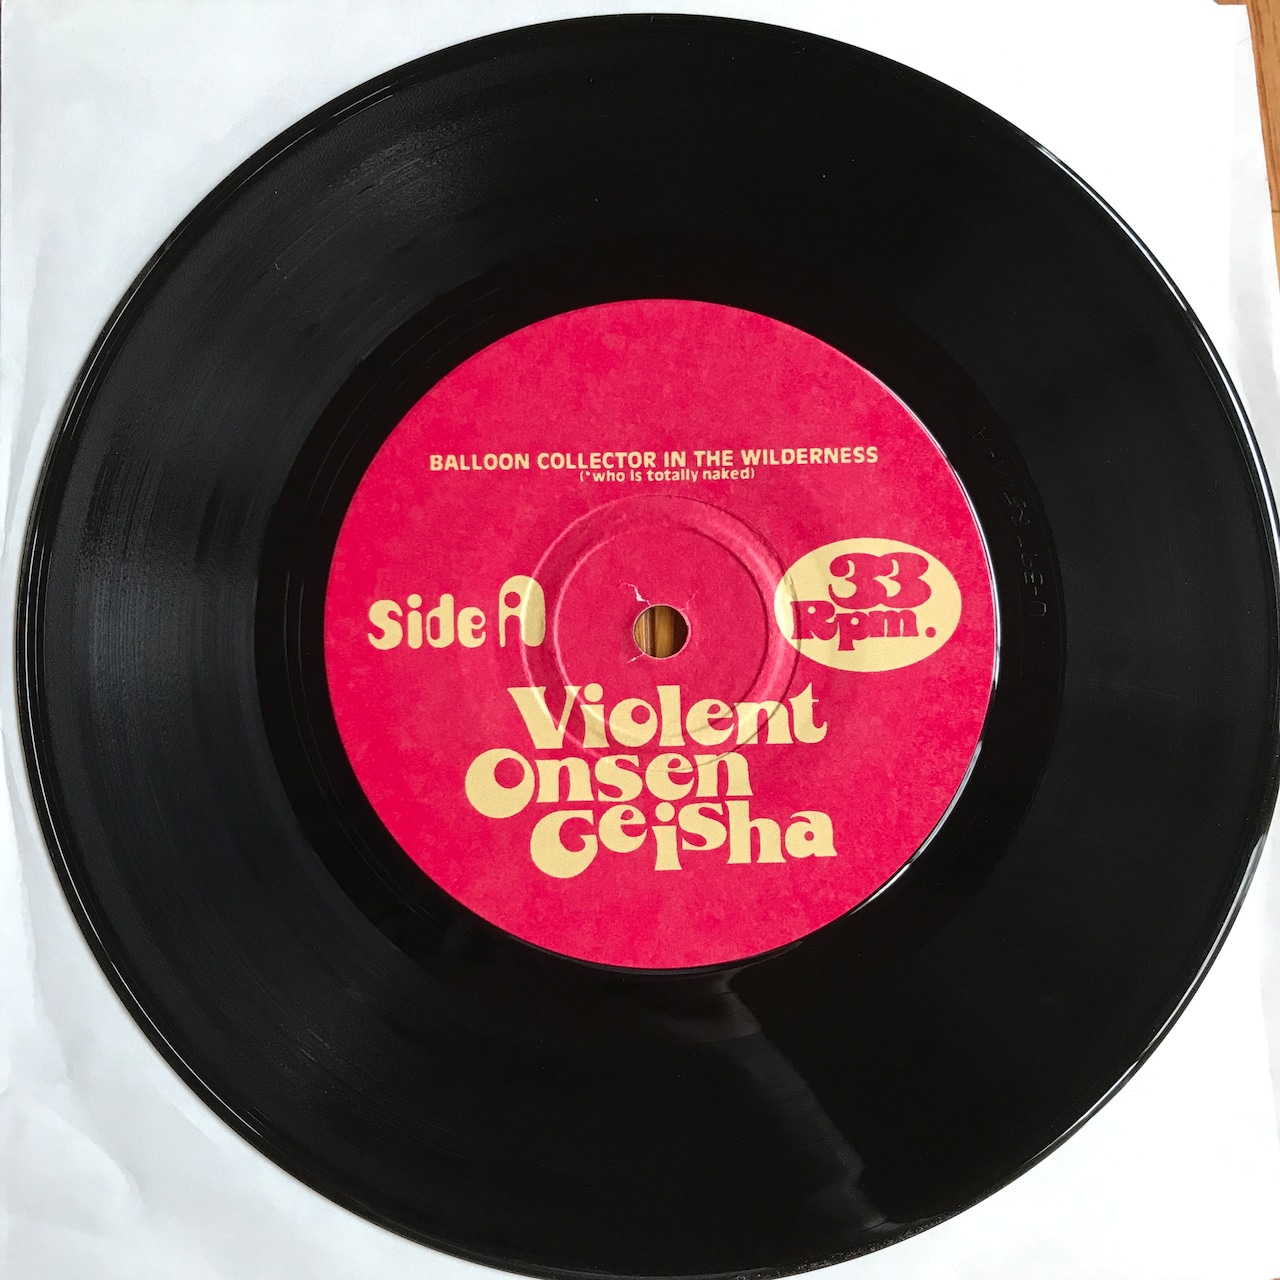 BALLOON COLLECTOR IN THE WILDERNESS
(*who is totally naked)
Side A
33
Rpm.
Violent
Onsen
Geisha